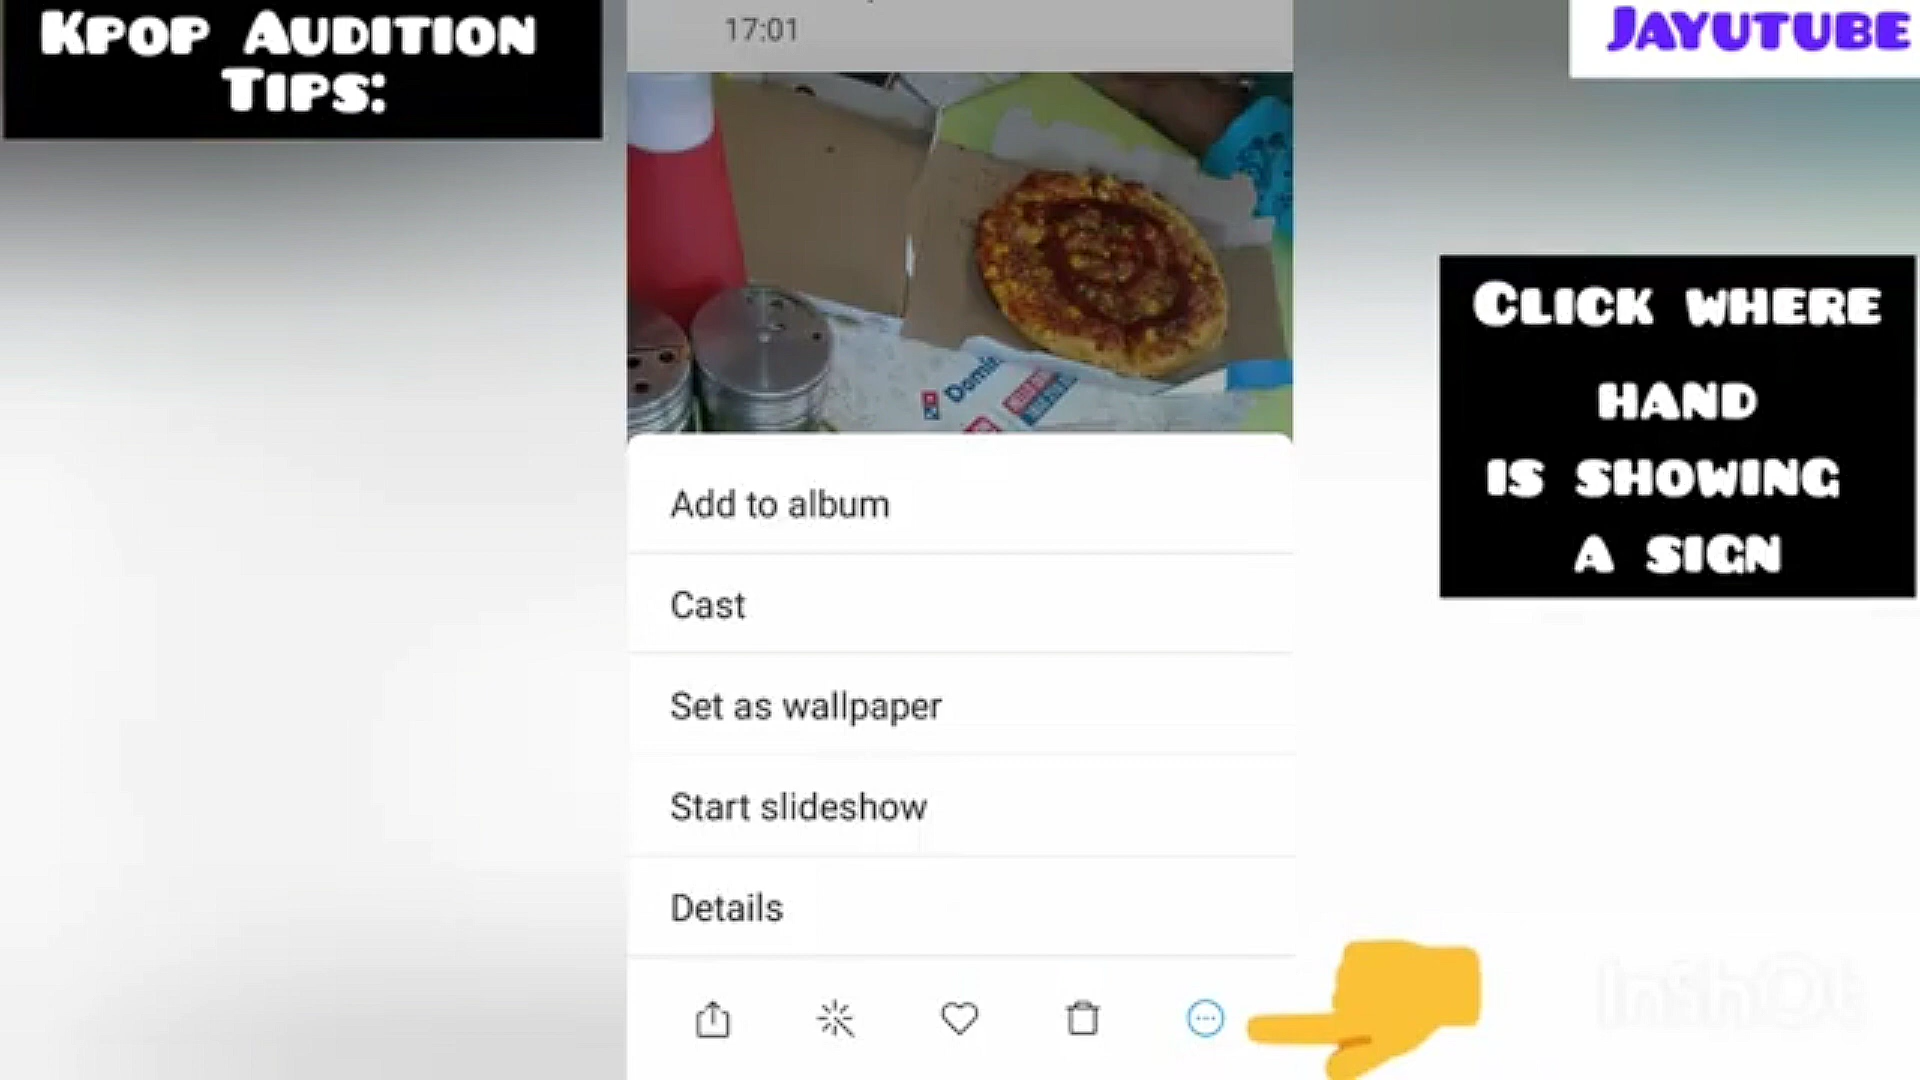 Kpop Audition
Tips:
Jayutube
17:01
Click where
hand
is showing
a sign
Add to album
Cast
Set as wallpaper
Start slideshow
Details
InShot